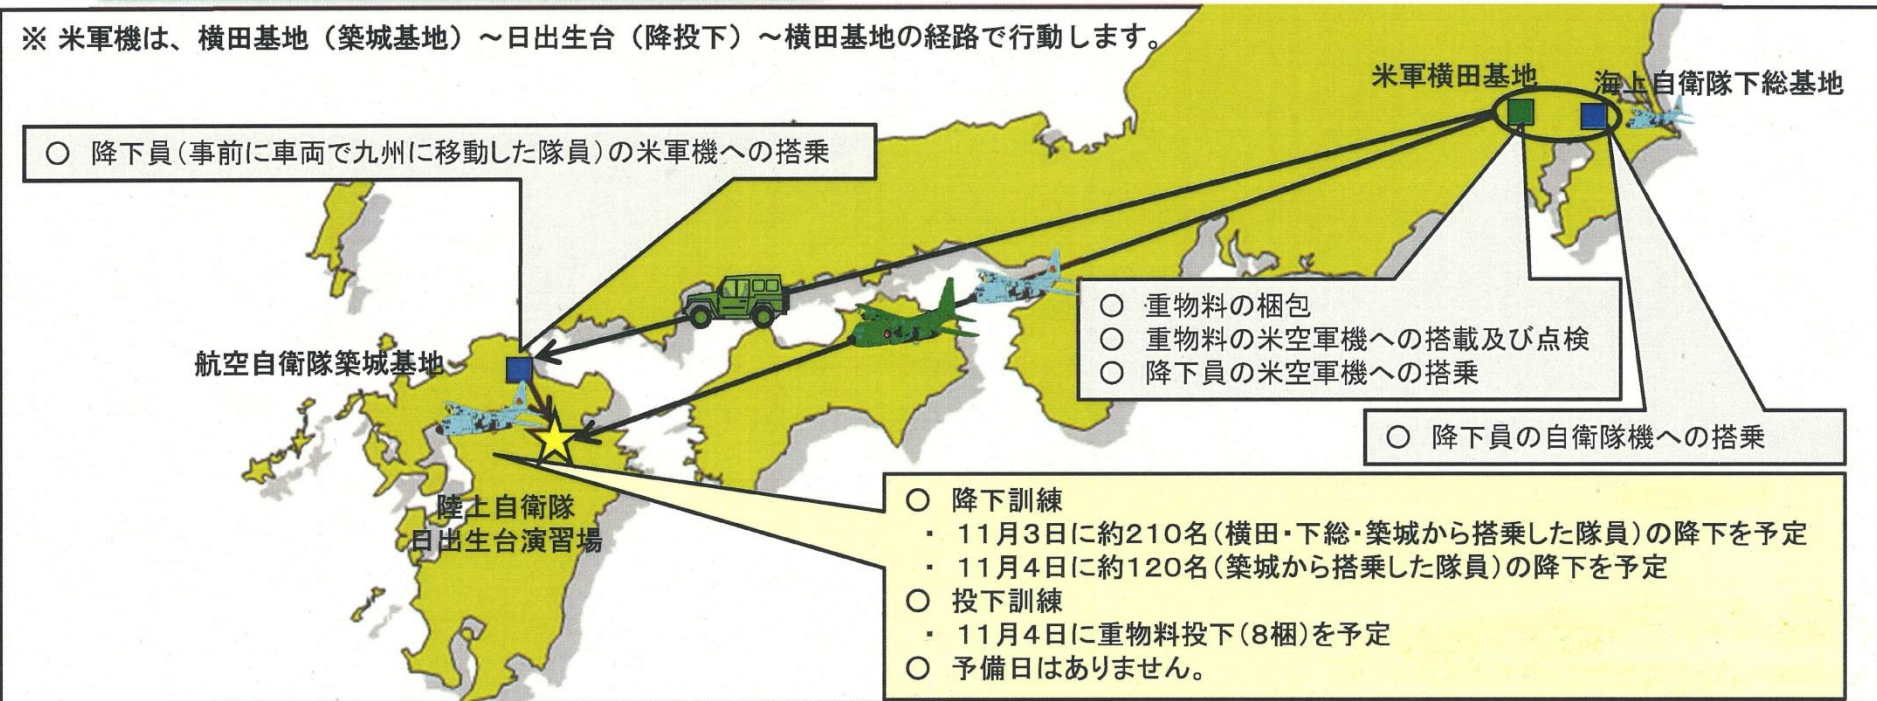 ※ 米軍機は、横田基地（築城基地）～日出生台（降投下）～横田基地の経路で行動します。
米軍横田基地
海上自衛隊下総基地
○ 降下員（事前に車両で九州に移動した隊員）の米軍機への搭乗
○ 重物料の梱包
○ 重物料の米空軍機への搭載及び点検
○ 降下員の米空軍機への搭乗
航空自衛隊築城基地
○ 降下員の自衛隊機への搭乗
陸上自衛隊
日出生台演習場
○ 降下訓練
・ 11月3日に約210名（横田・下総・築城から搭乗した隊員）の降下を予定
・ 11月4日に約120名（築城から搭乗した隊員）の降下を予定
○ 投下訓練
・ 11月4日に重物料投下（8梱）を予定
○ 予備日はありません。